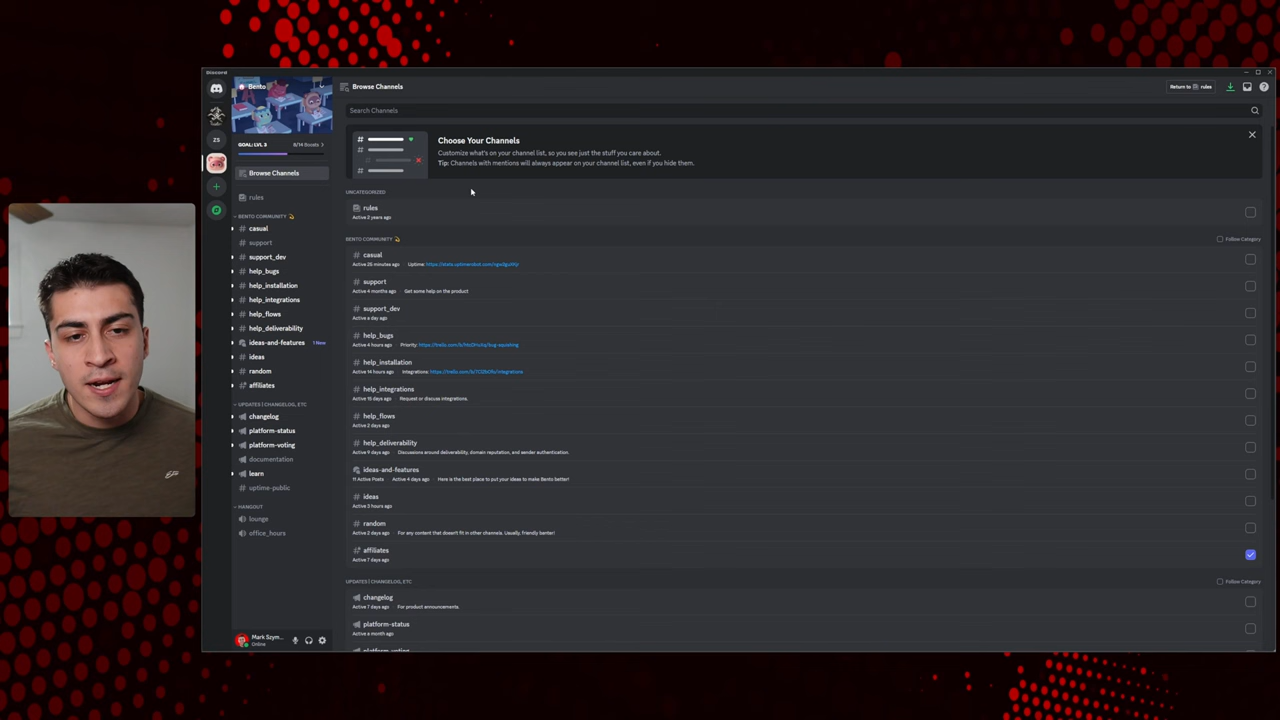 Discord
Bento
GOAL: LVL 3
8/14 Boosts
Browse Channels
rules
BENTO COMMUNITY
casual
support
support_dev
help_bugs
help_installation
help_integrations
help_flows
help_deliverability
ideas-and-features
1 New
ideas
random
affiliates
UPDATES | CHANGELOG, ETC
changelog
platform-status
platform-voting
documentation
learn
uptime-public
HANGOUT
lounge
office_hours
Mark Szym...
Online
ZS
Browse Channels
Return to rules
Search Channels
Choose Your Channels
Customize what's on your channel list, so you see just the stuff you care about.
Tip: Channels with mentions will always appear on your channel list, even if you hide them.
UNCATEGORIZED
rules
Active 2 years ago
BENTO COMMUNITY
Follow Category
casual
Active 25 minutes ago
support
Active 4 months ago Get some help on the product
support_dev
Active a day ago
help_bugs
Active 4 hours ago
help_installation
Active 14 hours ago
help_integrations
Active 15 days ago Request or discuss integrations.
help_flows
Active 2 days ago
help_deliverability
Active 9 days ago Discussions around deliverability, domain reputation, and sender authentication.
ideas-and-features
11 Active Posts Active 4 days ago Here is the best place to put your ideas to make Bento better!
ideas
Active 3 hours ago
random
Active 2 days ago For any content that doesn't fit in other channels. Usually, friendly banter!
affiliates
Active 7 days ago
UPDATES | CHANGELOG, ETC
Follow Category
changelog
Active 7 days ago For product announcements.
platform-status
Active a month ago
platform-voting